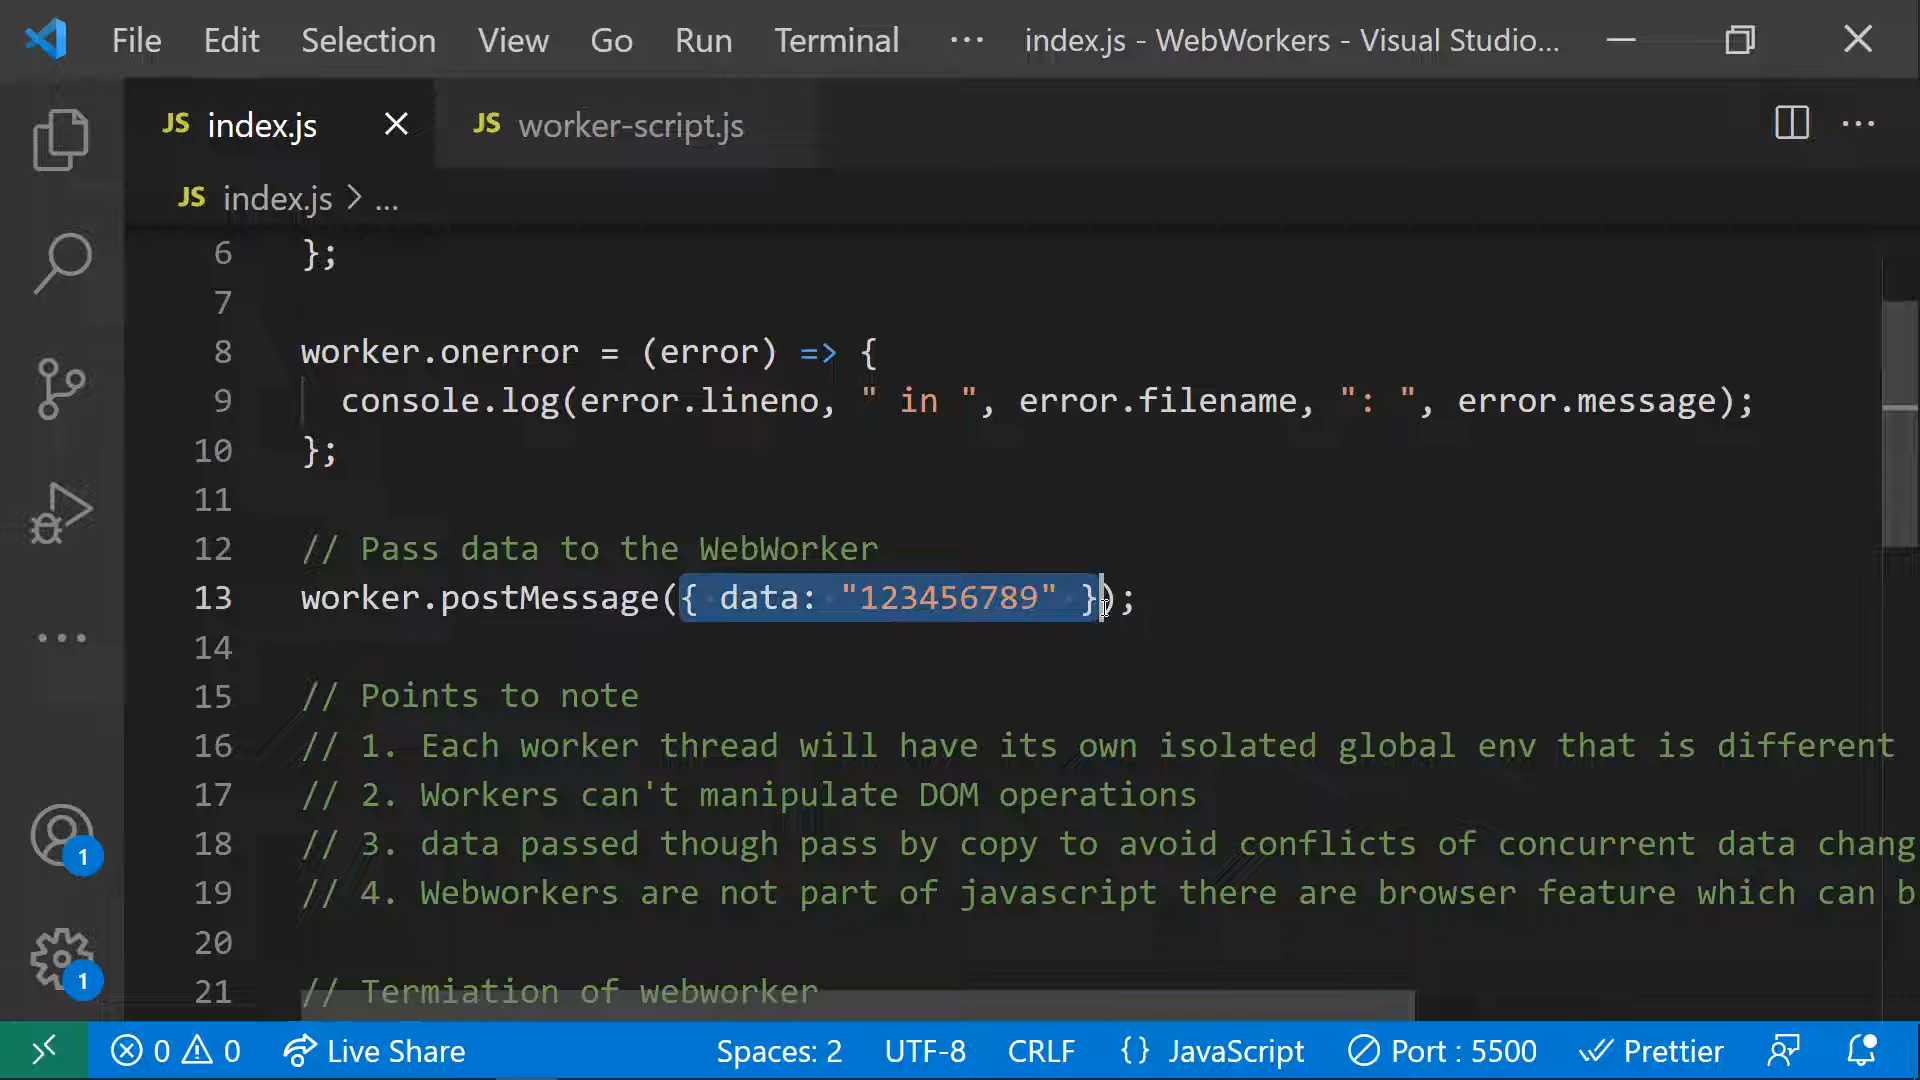 File Edit Selection View Go Run Terminal ··· index.js - WebWorkers - Visual Studio...
JS index.js JS worker-script.js
JS index.js > ...
6 };
7
8 worker.onerror = (error) => {
9 console.log(error.lineno, " in ", error.filename, ": ", error.message);
10 };
11
12 // Pass data to the WebWorker
13 worker.postMessage({ data: "123456789" });
14
15 // Points to note
16 // 1. Each worker thread will have its own isolated global env that is different
17 // 2. Workers can't manipulate DOM operations
18 // 3. data passed though pass by copy to avoid conflicts of concurrent data chang
19 // 4. Webworkers are not part of javascript there are browser feature which can b
20
21 // Termiation of webworker
1
1
0 0 Live Share Spaces: 2 UTF-8 CRLF {} JavaScript Port : 5500 Prettier